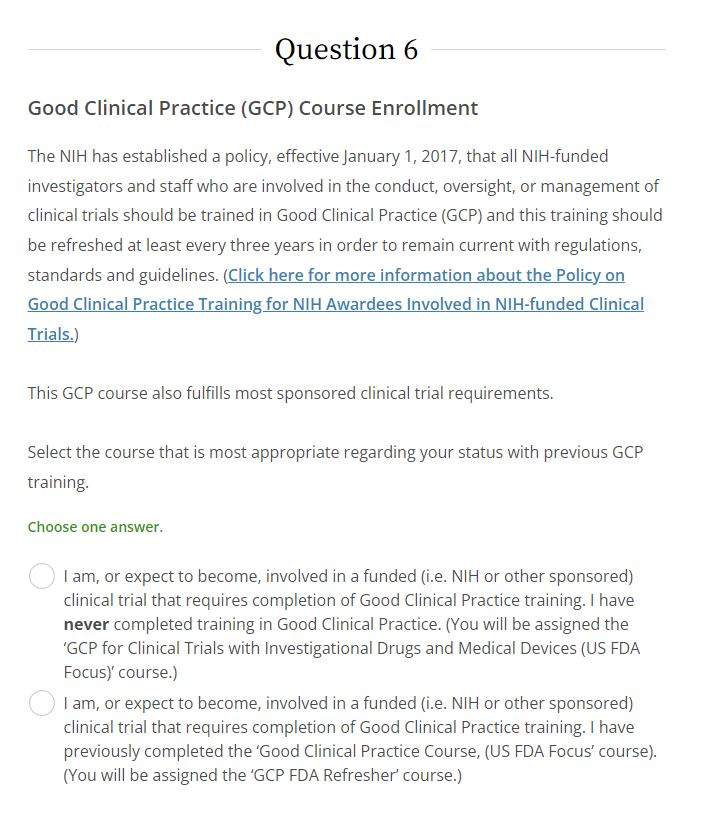 Question 6
Good Clinical Practice (GCP) Course Enrollment
The NIH has established a policy, effective January 1, 2017, that all NIH-funded
investigators and staff who are involved in the conduct, oversight, or management of
clinical trials should be trained in Good Clinical Practice (GCP) and this training should
be refreshed at least every three years in order to remain current with regulations,
standards and guidelines. (Click here for more information about the Policy on
Good Clinical Practice Training for NIH Awardees Involved in NIH-funded Clinical
Trials.)
This GCP course also fulfills most sponsored clinical trial requirements.
Select the course that is most appropriate regarding your status with previous GCP
training.
Choose one answer.
I am, or expect to become, involved in a funded (i.e. NIH or other sponsored)
clinical trial that requires completion of Good Clinical Practice training. I have
never completed training in Good Clinical Practice. (You will be assigned the
‘GCP for Clinical Trials with Investigational Drugs and Medical Devices (US FDA
Focus)’ course.)
I am, or expect to become, involved in a funded (i.e. NIH or other sponsored)
clinical trial that requires completion of Good Clinical Practice training. I have
previously completed the ‘Good Clinical Practice Course, (US FDA Focus’ course).
(You will be assigned the ‘GCP FDA Refresher’ course.)